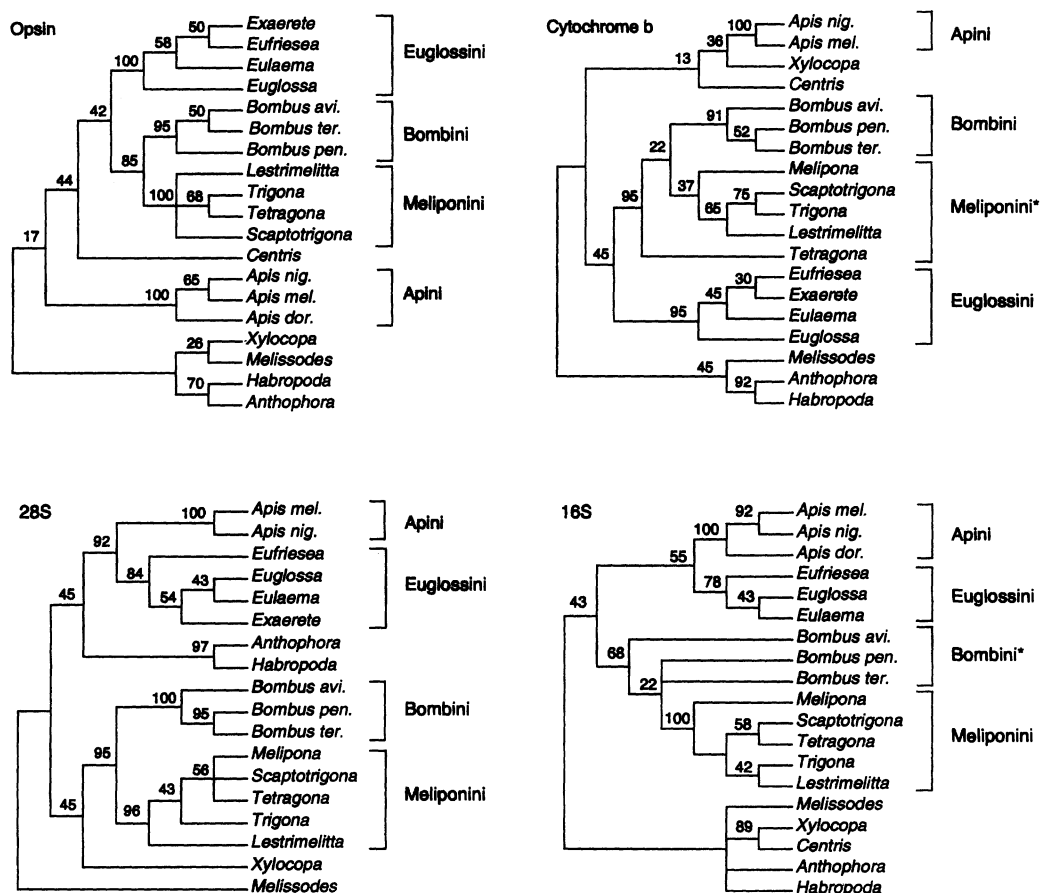 Opsin
50
Exaerete
58
Eufriesea
100
Eulaema
Euglossa
Euglossini
42
50
Bombus avi.
95
Bombus ter.
Bombus pen.
Bombini
85
Lestrimelitta
100
68
Trigona
Tetragona
Scaptotrigona
Meliponini
44
Centris
17
65
Apis nig.
100
Apis mel.
Apis dor.
Apini
26
Xylocopa
Melissodes
70
Habropoda
Anthophora
Cytochrome b
100
Apis nig.
36
Apis mel.
13
Xylocopa
Centris
Apini
91
Bombus avi.
52
Bombus pen.
Bombus ter.
Bombini
22
Melipona
37
75
Scaptotrigona
65
Trigona
Lestrimelitta
95
Tetragona
Meliponini*
45
30
Eufriesea
45
Exaerete
95
Eulaema
Euglossa
Euglossini
45
Melissodes
92
Anthophora
Habropoda
28S
100
Apis mel.
Apis nig.
Apini
92
Eufriesea
84
43
Euglossa
54
Eulaema
Exaerete
Euglossini
45
97
Anthophora
Habropoda
100
Bombus avi.
95
Bombus pen.
Bombus ter.
Bombini
95
Melipona
56
Scaptotrigona
43
Tetragona
96
Trigona
Lestrimelitta
Meliponini
45
Xylocopa
Melissodes
16S
92
Apis mel.
100
Apis nig.
55
Apis dor.
Apini
78
Eufriesea
43
Euglossa
Eulaema
Euglossini
43
Bombus avi.
68
Bombus pen.
22
Bombus ter.
Bombini*
100
Melipona
58
Scaptotrigona
Tetragona
42
Trigona
Lestrimelitta
Meliponini
Melissodes
89
Xylocopa
Centris
Anthophora
Habropoda